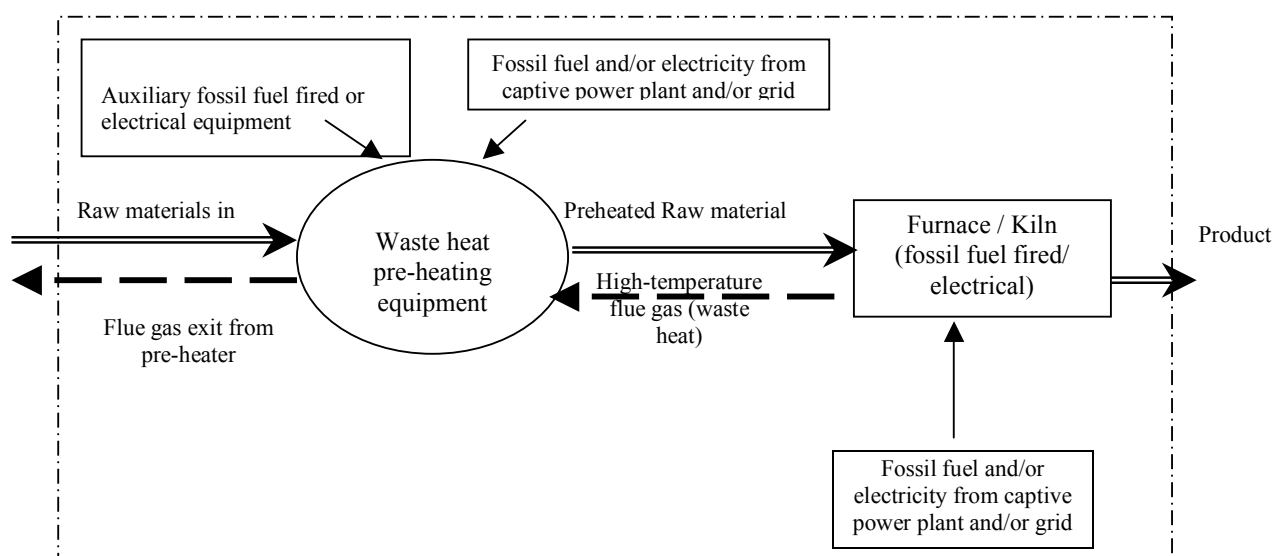 Auxiliary fossil fuel fired or
electrical equipment
Fossil fuel and/or electricity from
captive power plant and/or grid
Raw materials in
Waste heat
pre-heating
equipment
Flue gas exit from
pre-heater
Preheated Raw material
High-temperature
flue gas (waste
heat)
Furnace / Kiln
(fossil fuel fired/
electrical)
Product
Fossil fuel and/or
electricity from captive
power plant and/or grid